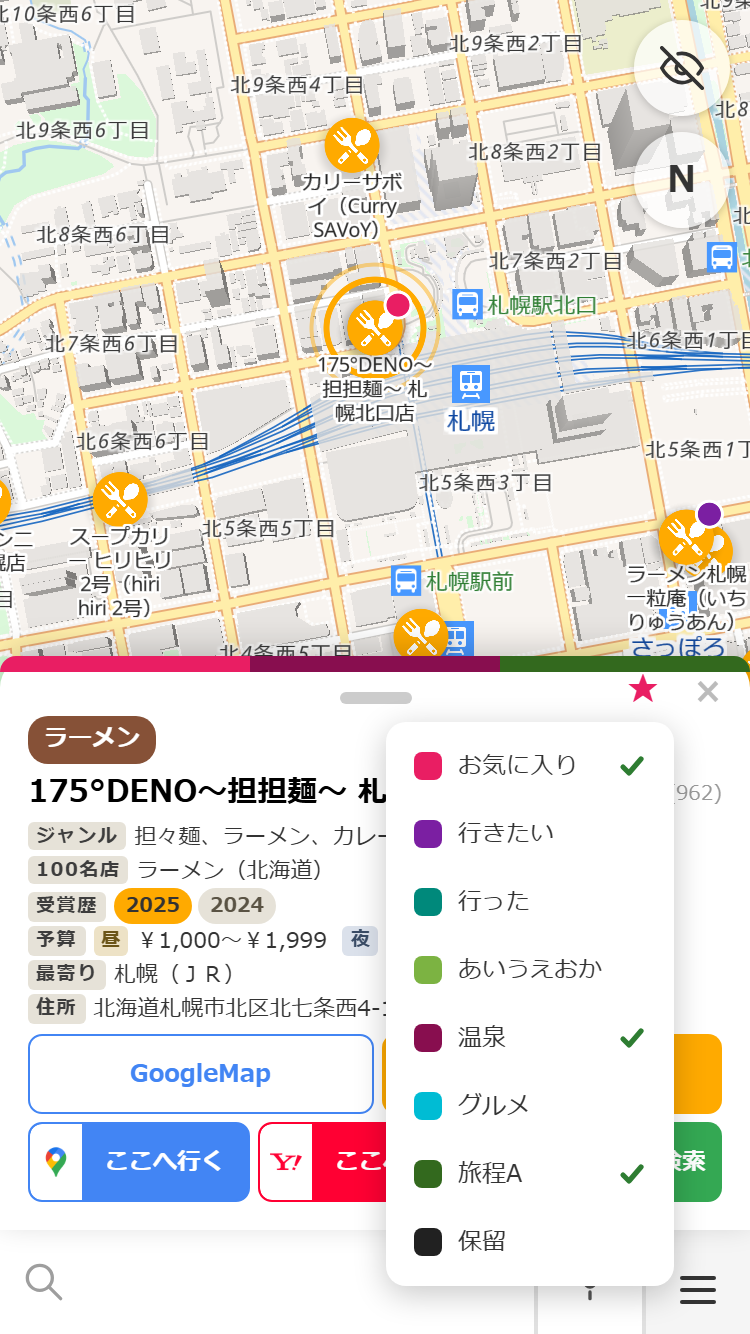 北10条西6丁目
北9条西2丁目
北9条西4丁目
北9条西6丁目
北8条西2丁目
カリーサボ
イ（Curry
SAVoY）
N
北8条西6丁目
北7条西2丁目
札幌駅北口
北7条西6丁目
北6条西1丁目
175°DENO〜
担担麺〜 札
幌北口店
札幌
北6条西6丁目
北5条西1丁
北5条西3丁目
北5条西5丁目
スープカリ
ー ヒリヒリ
2号（hiri
hiri 2号）
札幌駅前
ラーメン札幌
一粒庵（いち
りゅうあん）
さっぽろ
北4条西5丁目
ラーメン
175°DENO〜担担麺〜 札
(962)
ジャンル 担々麺、ラーメン、カレー
100名店 ラーメン（北海道）
受賞歴 2025 2024
予算 昼 ￥1,000～￥1,999 夜
最寄り 札幌（ＪＲ）
住所 北海道札幌市北区北七条西4-1
GoogleMap
ここへ行く
Y!
ここ
検索
お気に入り
行きたい
行った
あいうえおか
温泉
グルメ
旅程A
保留